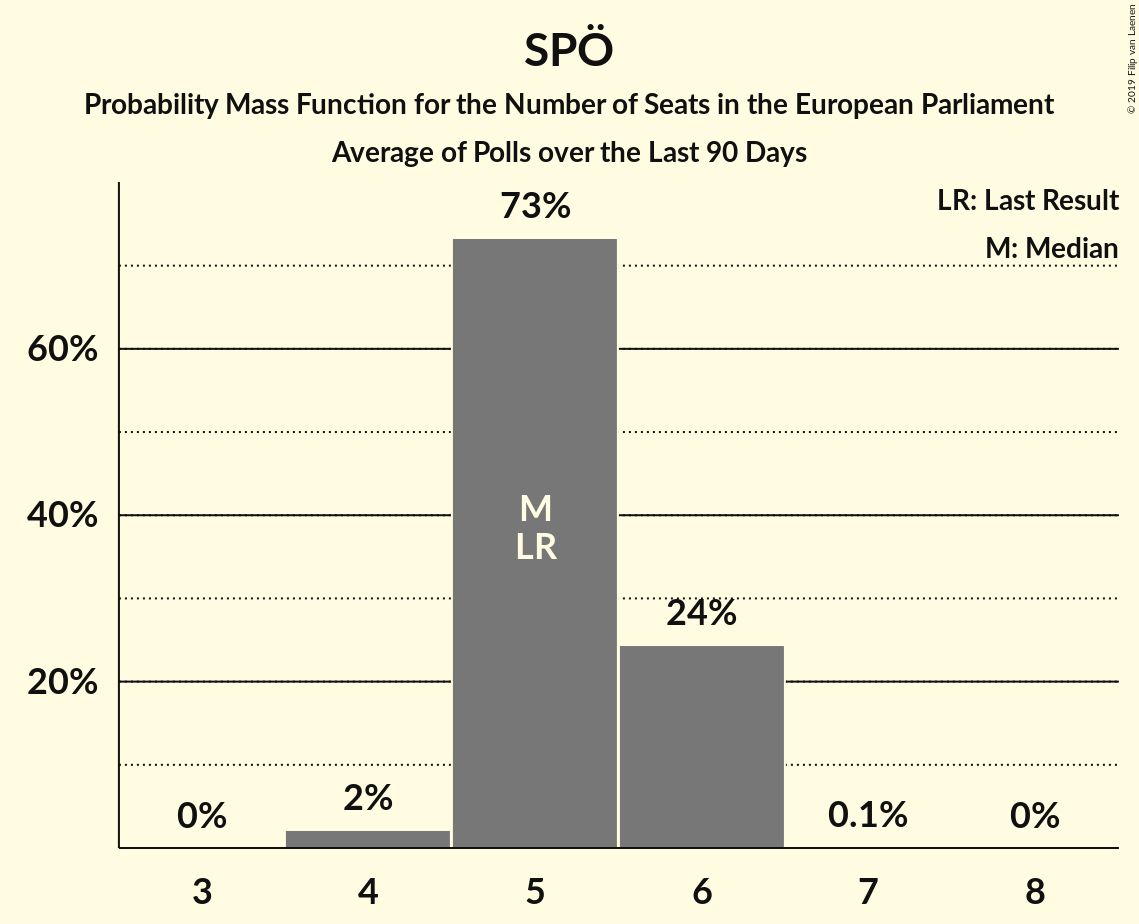 SPÖ
Probability Mass Function for the Number of Seats in the European Parliament
Average of Polls over the Last 90 Days
© 2019 Filip van Laenen
LR: Last Result
M: Median
73%
60%
40%
20%
M
LR
24%
0%
2%
0.1%
0%
3
4
5
6
7
8